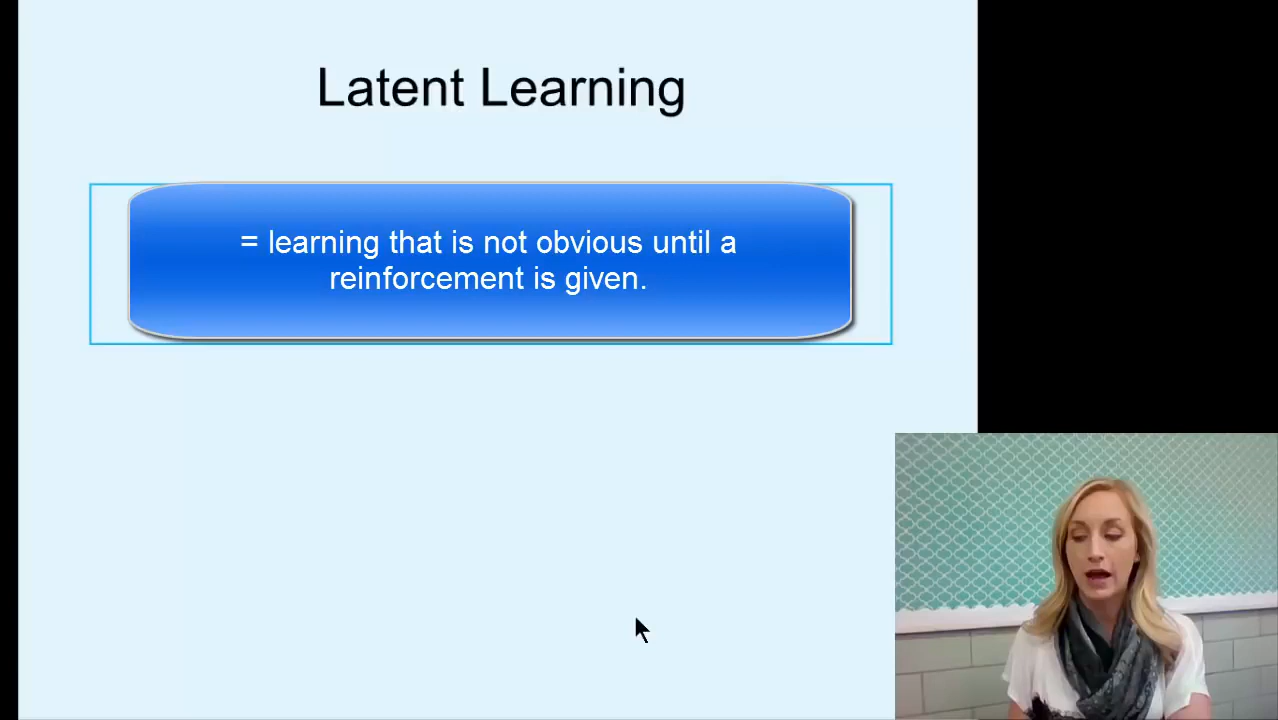 Latent Learning
= learning that is not obvious until a
reinforcement is given.